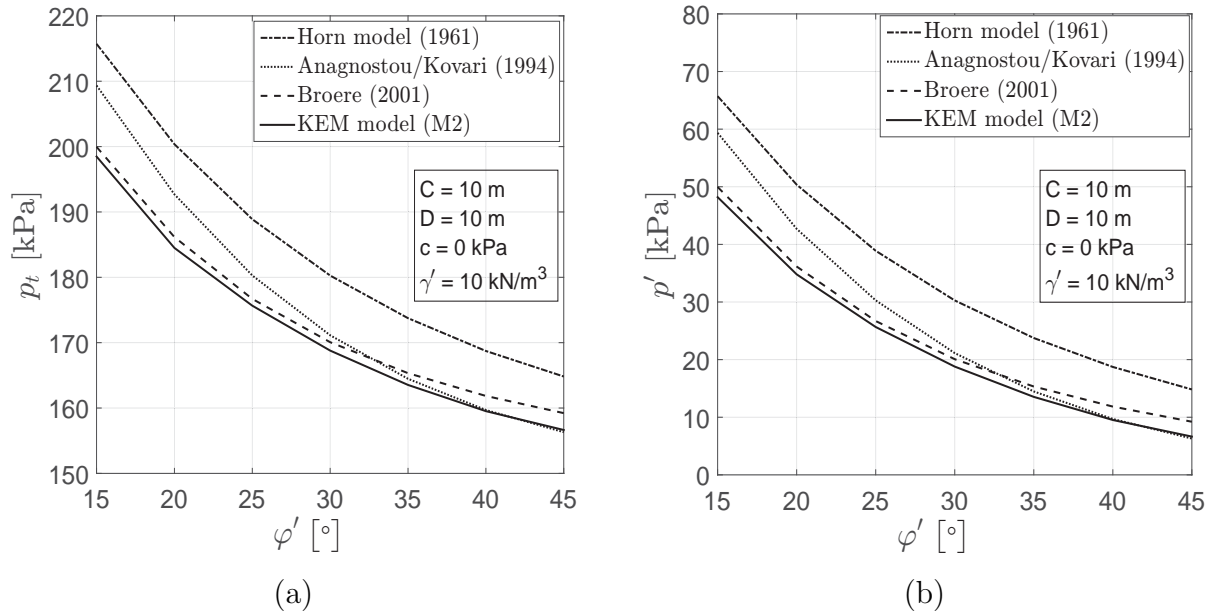 220
210
200
190
180
170
160
150
p_t [kPa]
Horn model (1961)
Anagnostou/Kovari (1994)
Broere (2001)
KEM model (M2)
C = 10 m
D = 10 m
c = 0 kPa
γ′ = 10 kN/m³
15 20 25 30 35 40 45
φ′ [°]
(a)
80
70
60
50
40
30
20
10
0
p′ [kPa]
Horn model (1961)
Anagnostou/Kovari (1994)
Broere (2001)
KEM model (M2)
C = 10 m
D = 10 m
c = 0 kPa
γ′ = 10 kN/m³
15 20 25 30 35 40 45
φ′ [°]
(b)